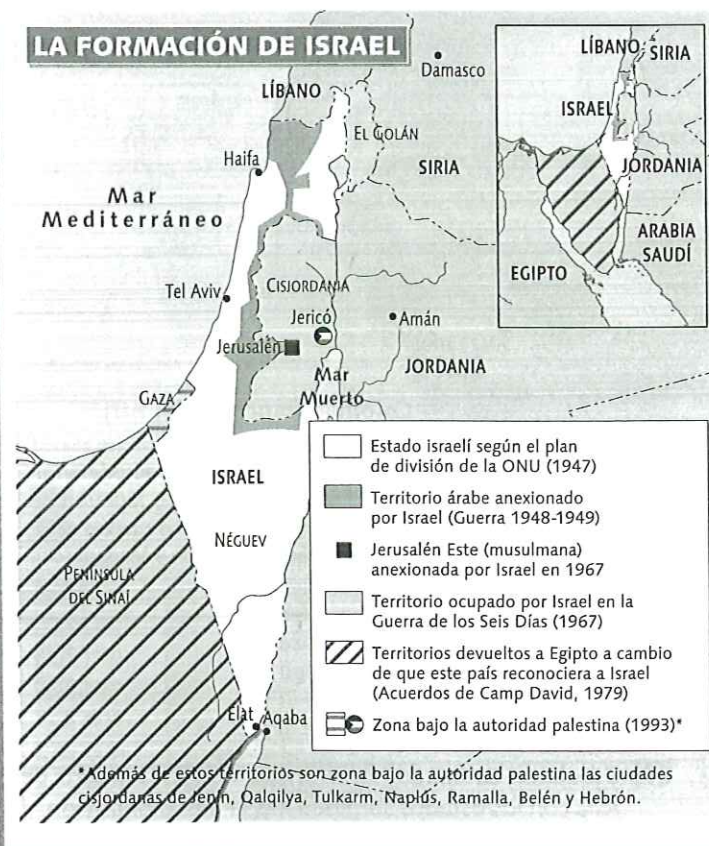 LA FORMACIÓN DE ISRAEL
Damasco
LÍBANO
EL GOLÁN
Haifa
SIRIA
Mar
Mediterráneo
Tel Aviv
CISJORDANIA
Jericó
Amán
Jerusalén
JORDANIA
Mar
Muerto
GAZA
ISRAEL
NÉGUEV
PENÍNSULA
DEL SINAÍ
Elat
Aqaba
LÍBANO
SIRIA
ISRAEL
JORDANIA
ARABIA
SAUDÍ
EGIPTO
Estado israelí según el plan
de división de la ONU (1947)
Territorio árabe anexionado
por Israel (Guerra 1948-1949)
Jerusalén Este (musulmana)
anexionada por Israel en 1967
Territorio ocupado por Israel en la
Guerra de los Seis Días (1967)
Territorios devueltos a Egipto a cambio
de que este país reconociera a Israel
(Acuerdos de Camp David, 1979)
Zona bajo la autoridad palestina (1993)*
*Además de estos territorios son zona bajo la autoridad palestina las ciudades
cisjordanas de Jenín, Qalqilya, Tulkarm, Naplús, Ramalla, Belén y Hebrón.